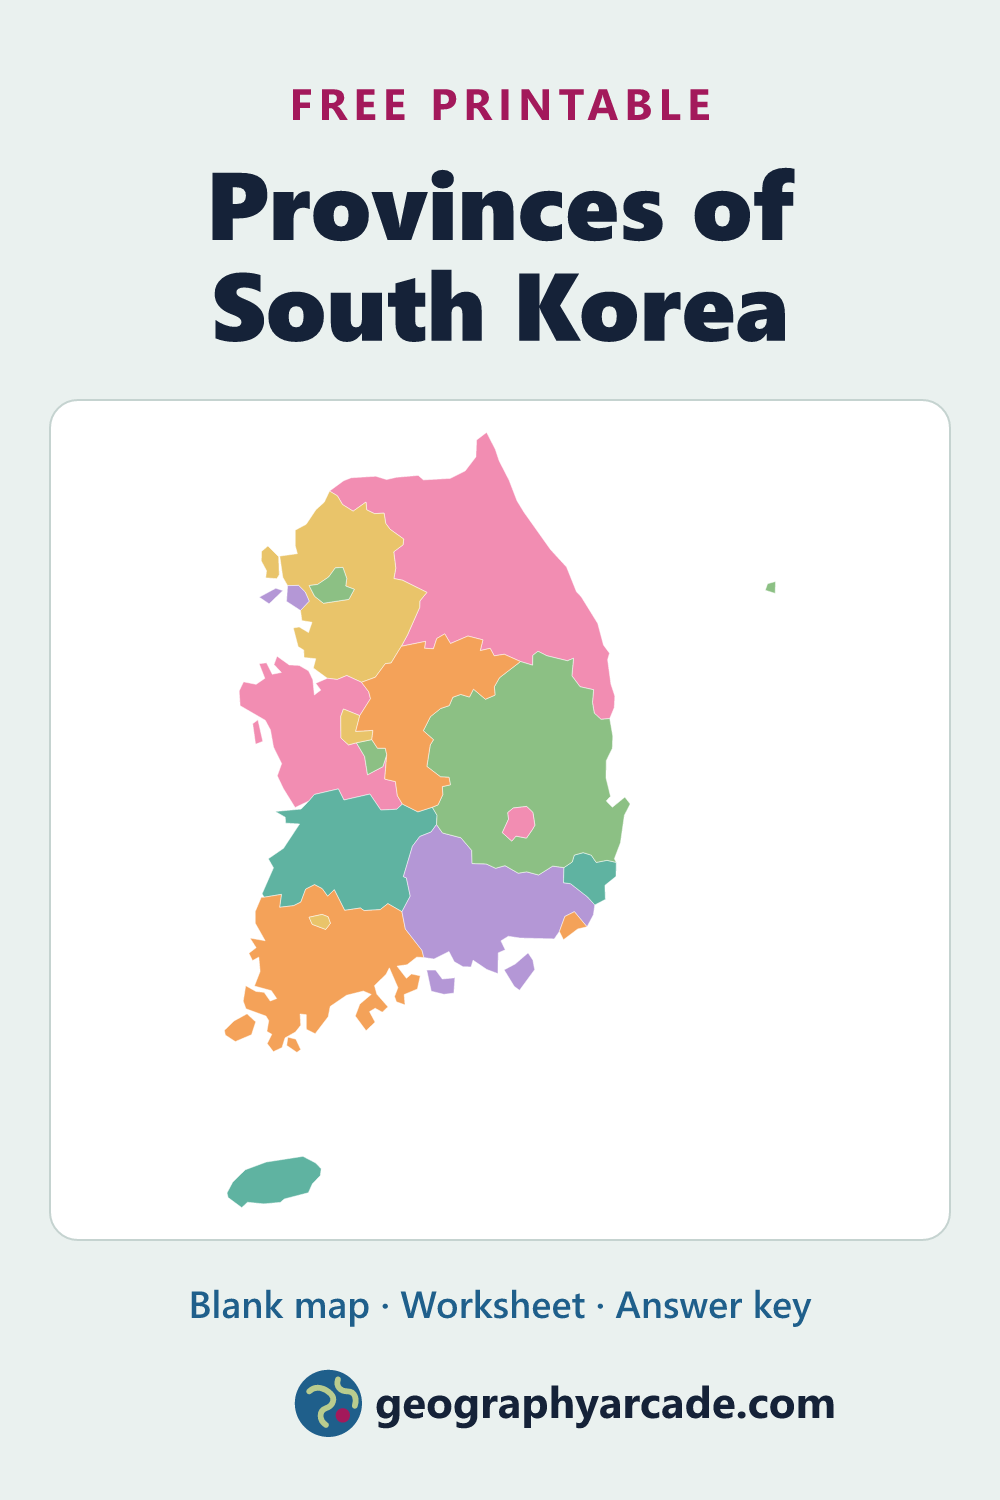 FREE PRINTABLE
Provinces of
South Korea
Blank map · Worksheet · Answer key
geographyarcade.com